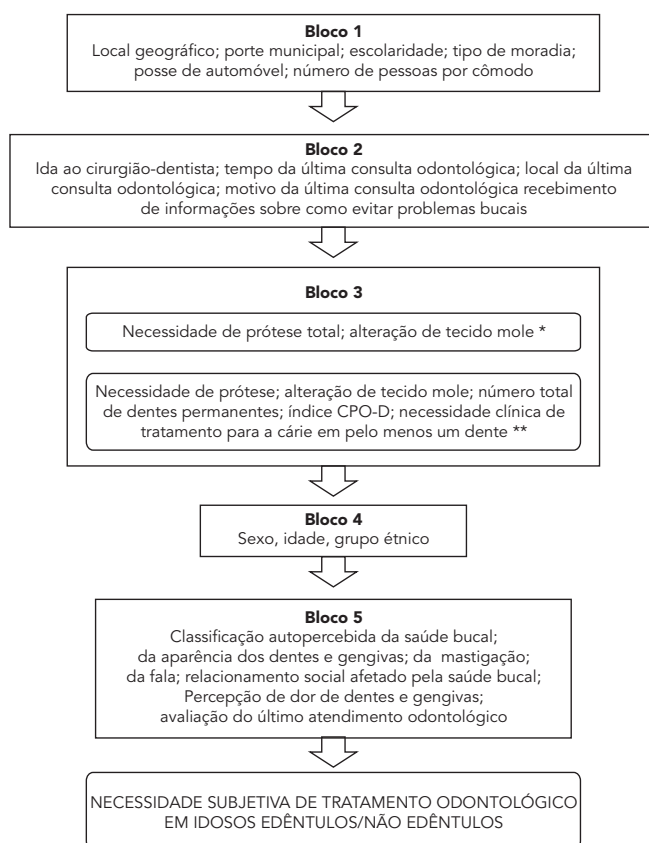 Bloco 1
Local geográfico; porte municipal; escolaridade; tipo de moradia;
posse de automóvel; número de pessoas por cômodo
Bloco 2
Ida ao cirurgião-dentista; tempo da última consulta odontológica; local da última
consulta odontológica; motivo da última consulta odontológica recebimento
de informações sobre como evitar problemas bucais
Bloco 3
Necessidade de prótese total; alteração de tecido mole *
Necessidade de prótese; alteração de tecido mole; número total
de dentes permanentes; índice CPO-D; necessidade clínica de
tratamento para a cárie em pelo menos um dente **
Bloco 4
Sexo, idade, grupo étnico
Bloco 5
Classificação autopercebida da saúde bucal;
da aparência dos dentes e gengivas; da mastigação;
da fala; relacionamento social afetado pela saúde bucal;
Percepção de dor de dentes e gengivas;
avaliação do último atendimento odontológico
NECESSIDADE SUBJETIVA DE TRATAMENTO ODONTOLÓGICO
EM IDOSOS EDÊNTULOS/NÃO EDÊNTULOS